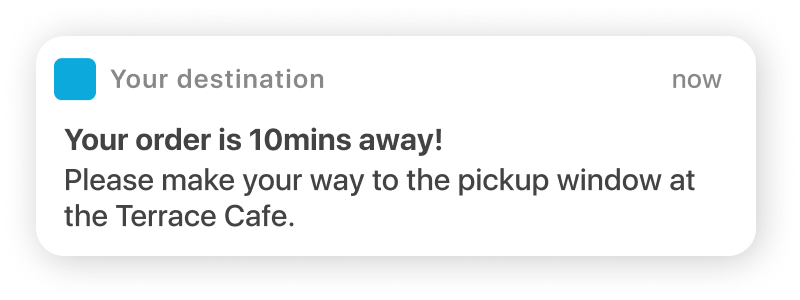 Your destination now
Your order is 10mins away!
Please make your way to the pickup window at
the Terrace Cafe.